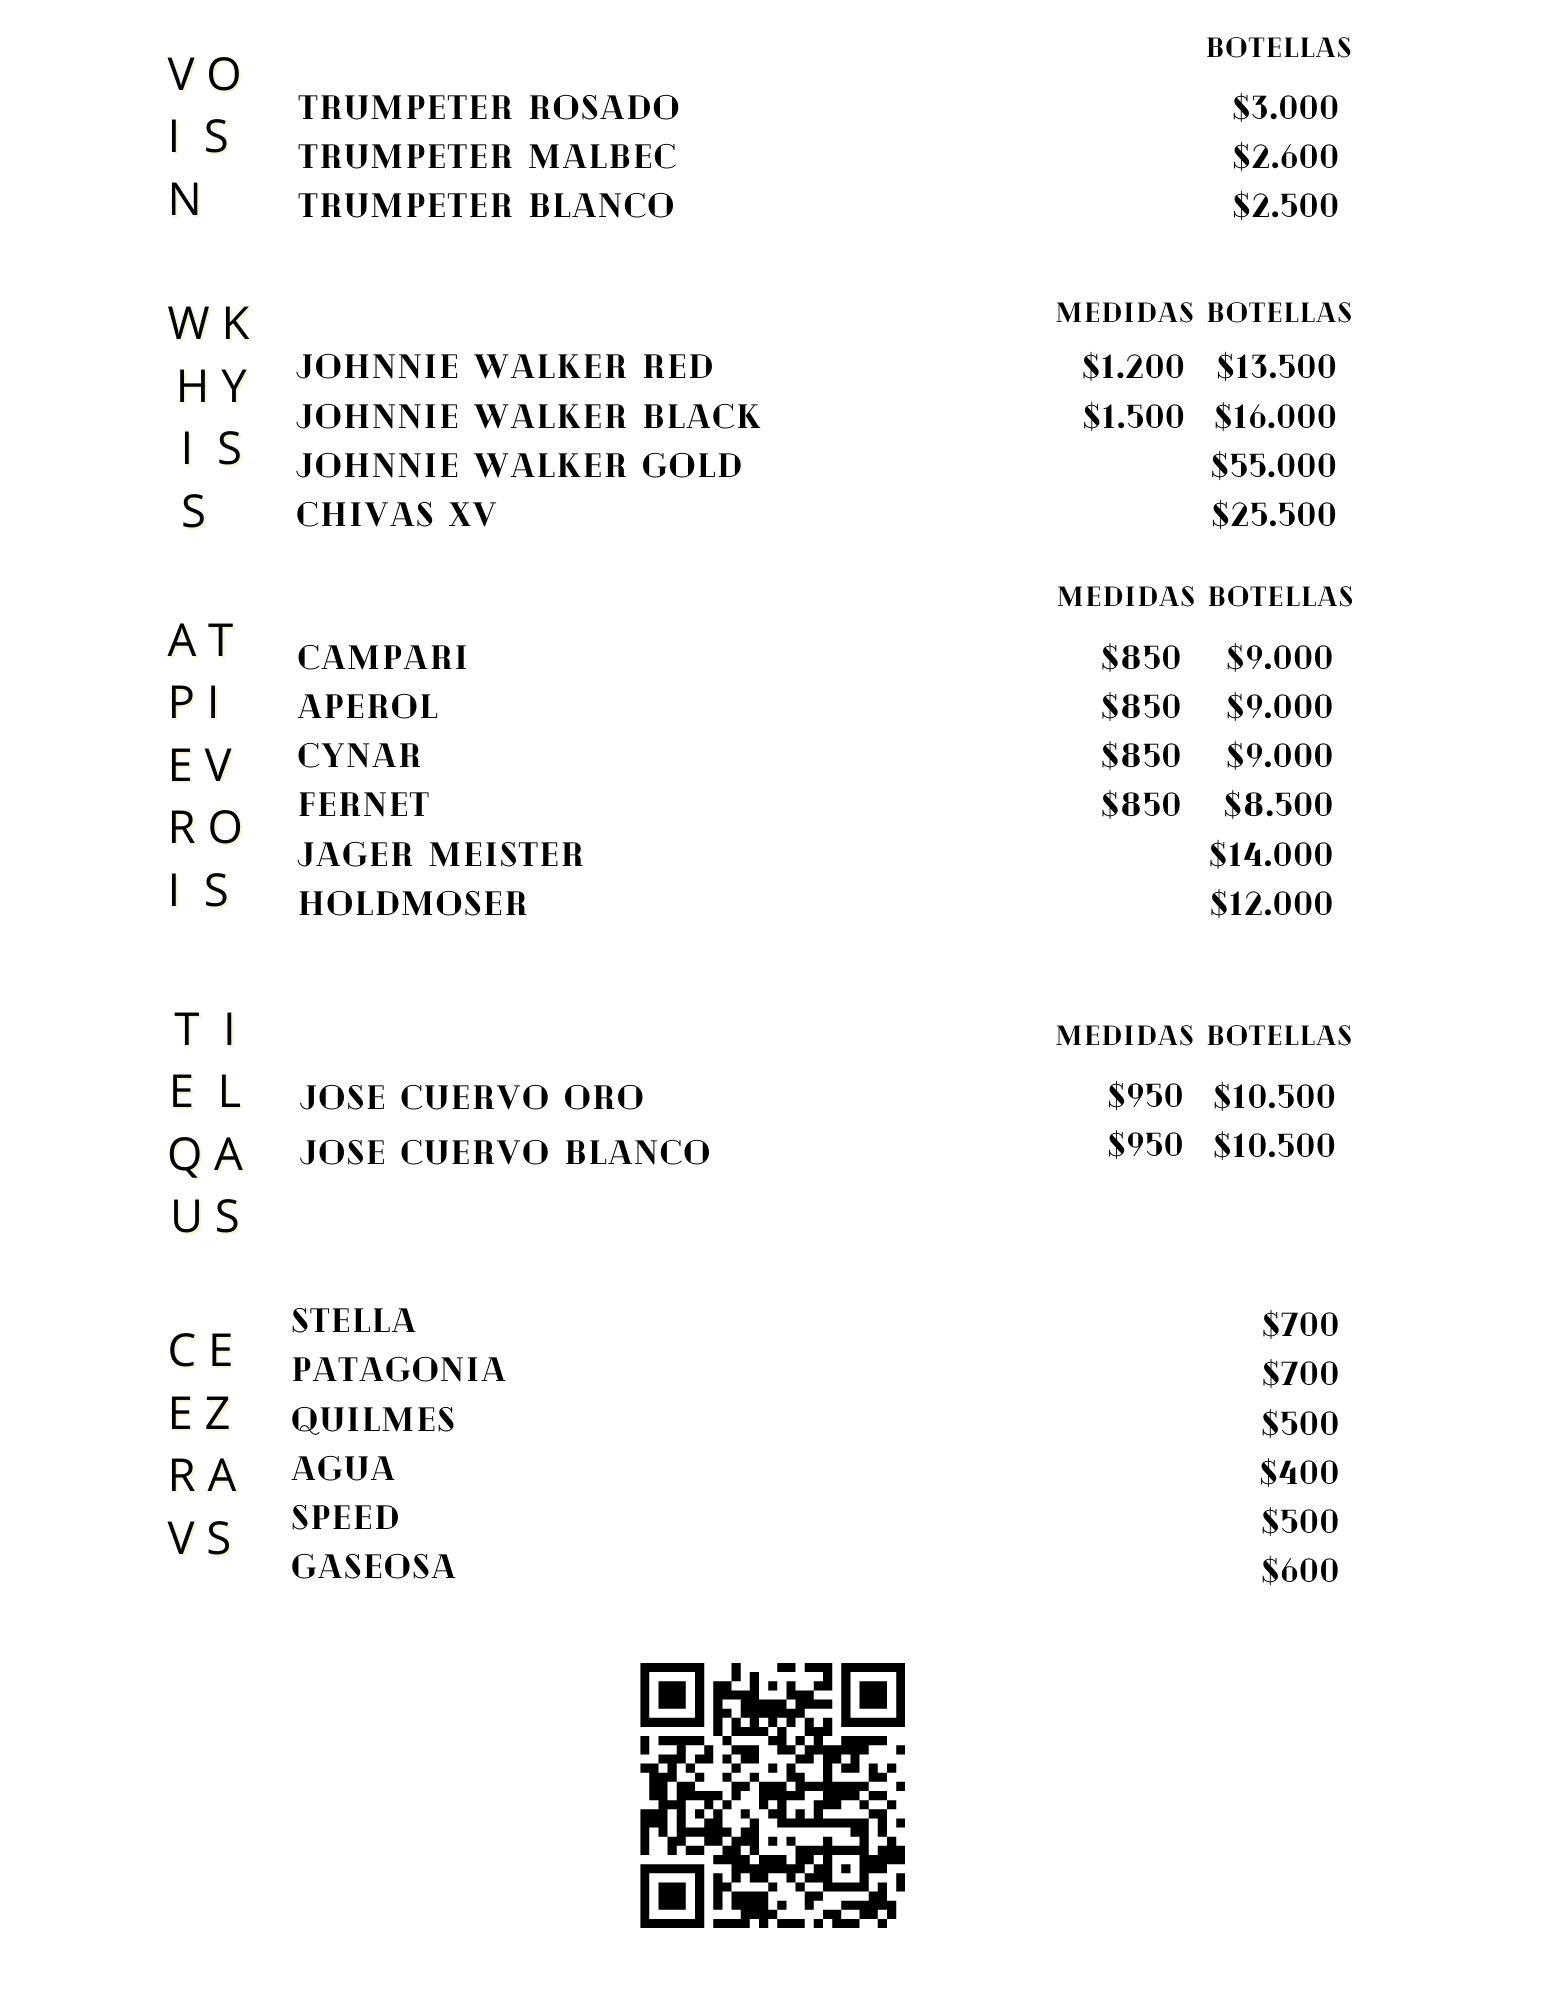 BOTELLAS
V O
I S
N
TRUMPETER ROSADO $3.000
TRUMPETER MALBEC $2.600
TRUMPETER BLANCO $2.500
W K
H Y
I S
S
MEDIDAS BOTELLAS
JOHNNIE WALKER RED $1.200 $13.500
JOHNNIE WALKER BLACK $1.500 $16.000
JOHNNIE WALKER GOLD $55.000
CHIVAS XV $25.500
MEDIDAS BOTELLAS
A T
P I
E V
R O
I S
CAMPARI $850 $9.000
APEROL $850 $9.000
CYNAR $850 $9.000
FERNET $850 $8.500
JAGER MEISTER $14.000
HOLDMOSER $12.000
T I
E L
Q A
U S
MEDIDAS BOTELLAS
JOSE CUERVO ORO $950 $10.500
JOSE CUERVO BLANCO $950 $10.500
C E
E Z
R A
V S
STELLA $700
PATAGONIA $700
QUILMES $500
AGUA $400
SPEED $500
GASEOSA $600